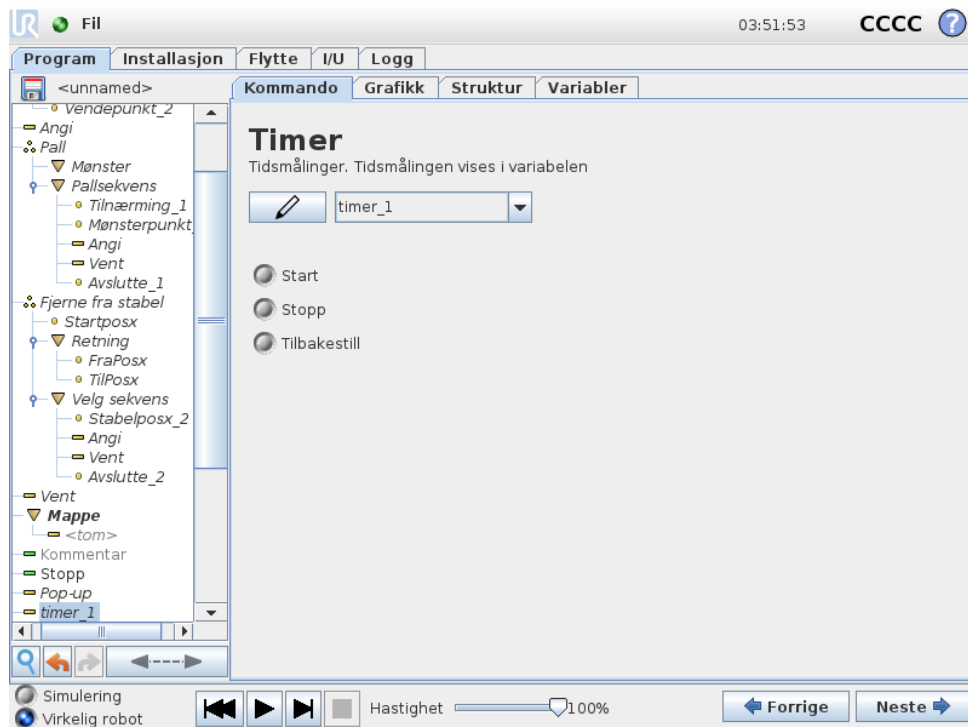 UR Fil 03:51:53 CCCC ?
Program Installasjon Flytte I/U Logg
<unnamed>
Kommando Grafikk Struktur Variabler
Vendepunkt_2
Angi
Pall
Mønster
Pallsekvens
Tilnærming_1
Mønsterpunkt_
Angi
Vent
Avslutte_1
Fjerne fra stabel
Startposx
Retning
FraPosx
TilPosx
Velg sekvens
Stabelposx_2
Angi
Vent
Avslutte_2
Vent
Mappe
<tom>
Kommentar
Stopp
Pop-up
timer_1
Timer
Tidsmålinger. Tidsmålingen vises i variabelen
timer_1
Start
Stopp
Tilbakestill
Simulering
Virkelig robot
Hastighet 100%
Forrige Neste